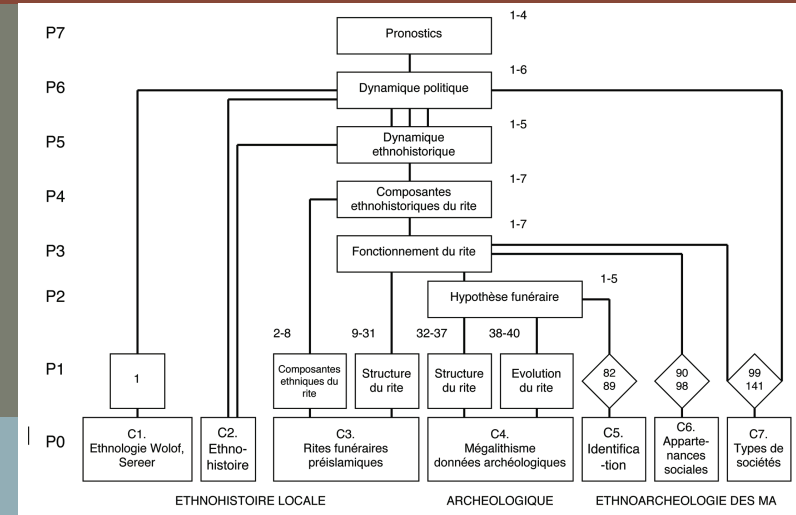 1-4
P7
Pronostics
1-6
P6
Dynamique politique
1-5
P5
Dynamique
ethnohistorique
1-7
P4
Composantes
ethnohistoriques du rite
1-7
P3
Fonctionnement du rite
1-5
P2
Hypothèse funéraire
2-8
9-31
32-37
38-40
P1
1
Composantes
ethniques du
rite
Structure
du rite
Structure
du rite
Evolution
du rite
82
89
90
98
99
141
P0
C1.
Ethnologie Wolof,
Sereer
C2.
Ethno-
histoire
C3.
Rites funéraires
préislamiques
C4.
Mégalithisme
données archéologiques
C5.
Identifica
-tion
C6.
Apparte-
nances
sociales
C7.
Types de
sociétés
ETHNOHISTOIRE LOCALE
ARCHEOLOGIQUE
ETHNOARCHEOLOGIE DES MA